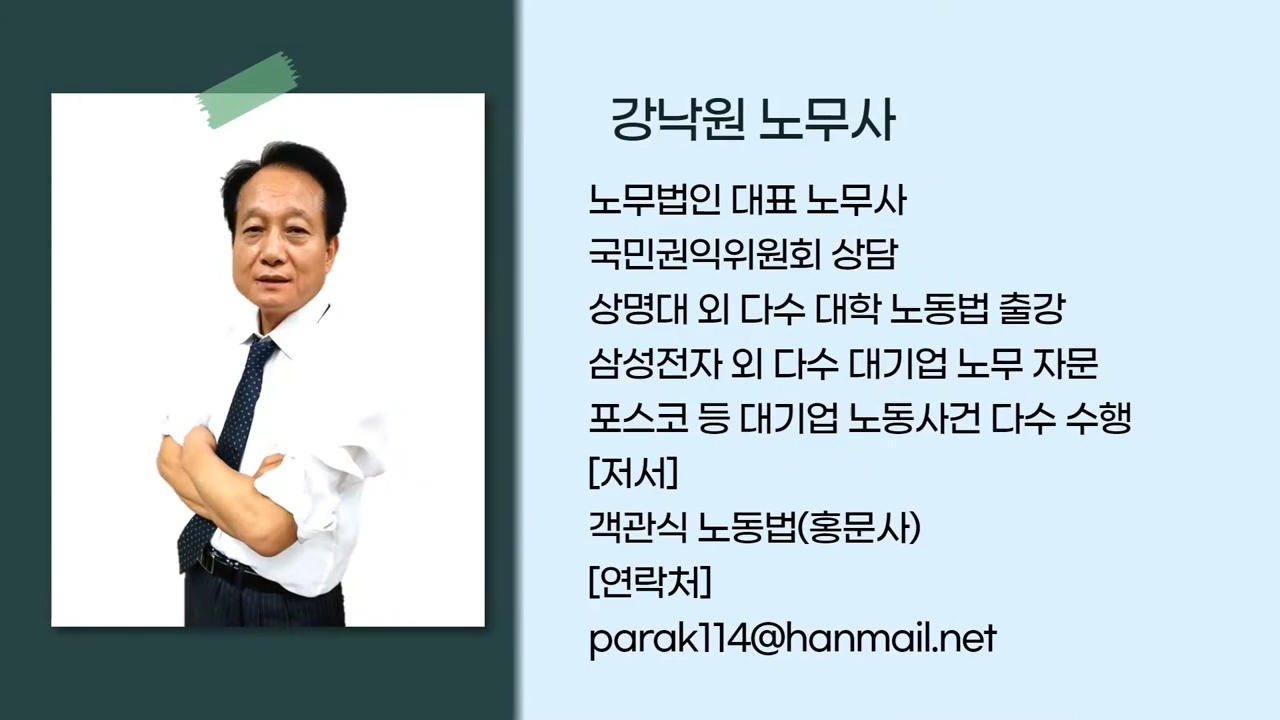 강낙원 노무사
노무법인 대표 노무사
국민권익위원회 상담
상명대 외 다수 대학 노동법 출강
삼성전자 외 다수 대기업 노무 자문
포스코 등 대기업 노동사건 다수 수행
[저서]
객관식 노동법(홍문사)
[연락처]
parak114@hanmail.net